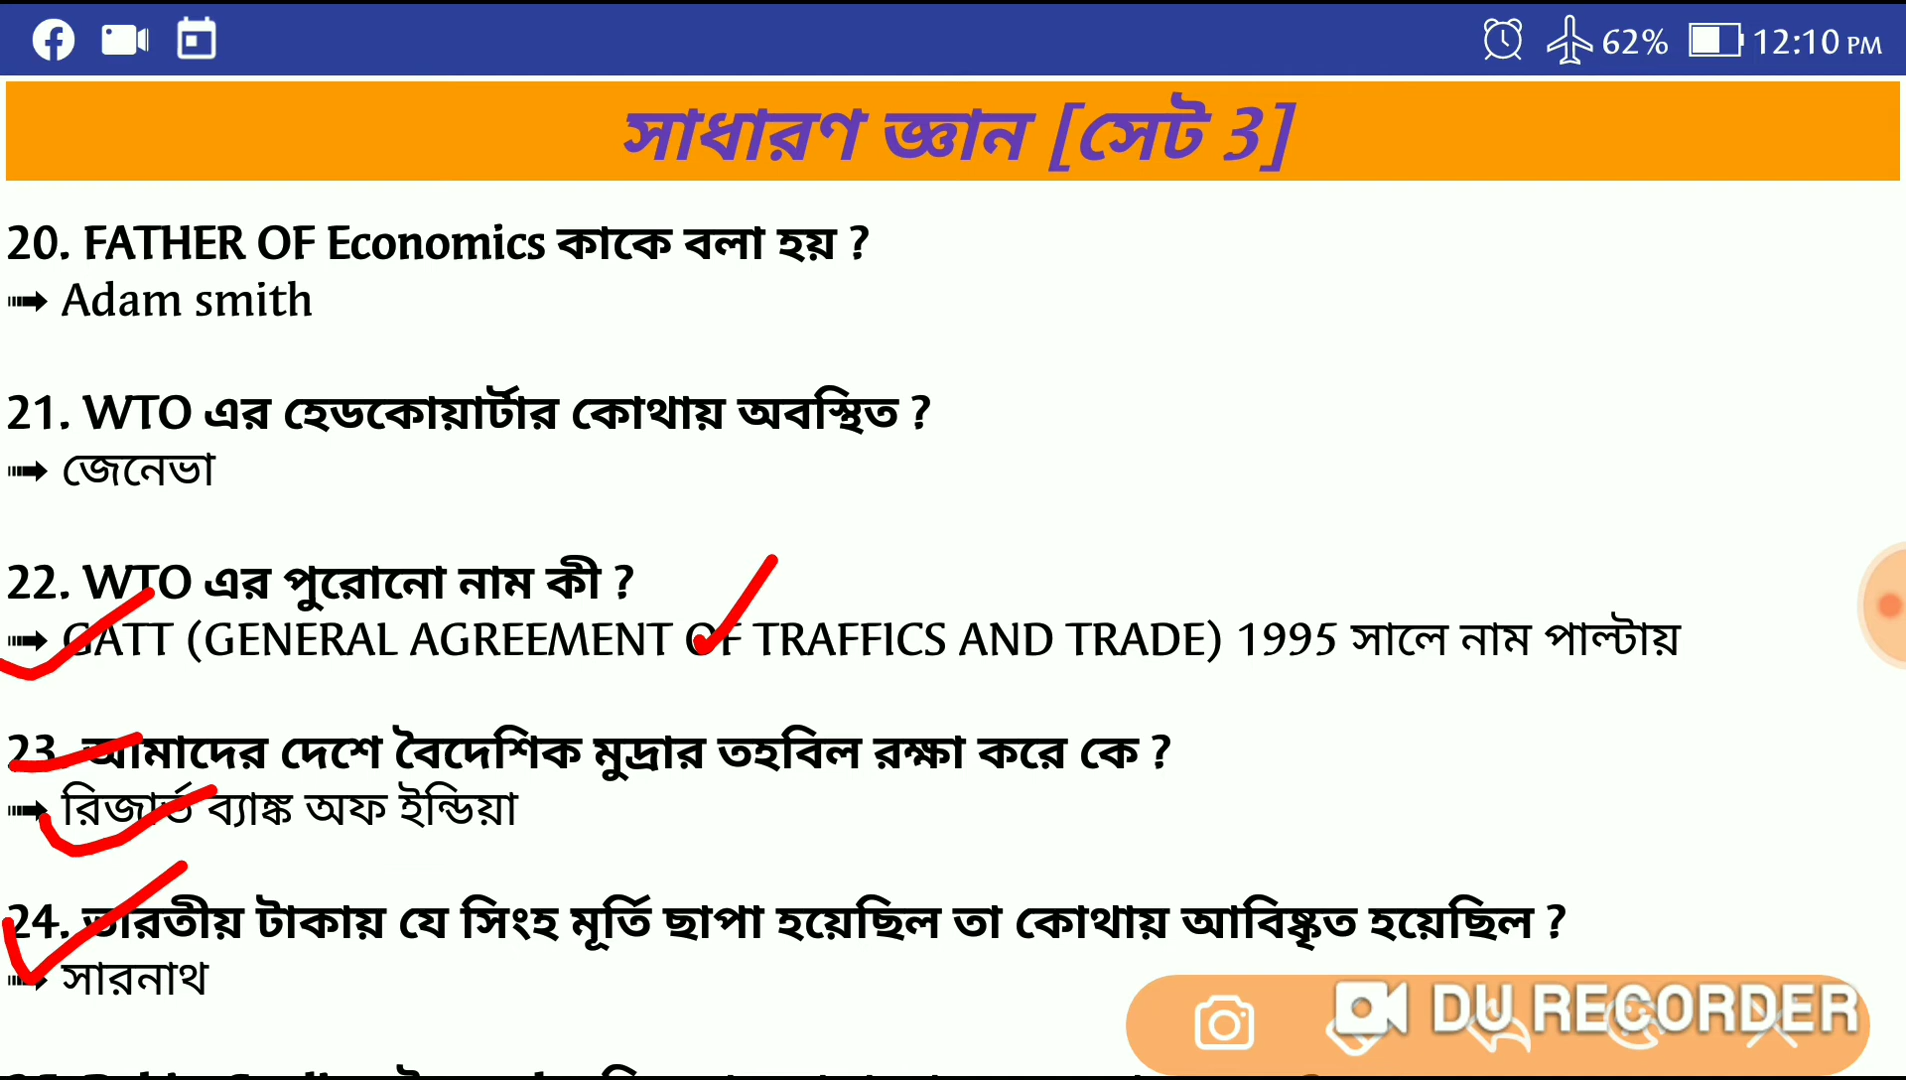 62% 12:10 PM
সাধারণ জ্ঞান [সেট 3]
20. FATHER OF Economics কাকে বলা হয় ?
➟ Adam smith
21. WTO এর হেডকোয়ার্টার কোথায় অবস্থিত ?
➟ জেনেভা
22. WTO এর পুরোনো নাম কী ?
➟ GATT (GENERAL AGREEMENT OF TRAFFICS AND TRADE) 1995 সালে নাম পাল্টায়
23. আমাদের দেশে বৈদেশিক মুদ্রার তহবিল রক্ষা করে কে ?
➟ রিজার্ভ ব্যাঙ্ক অফ ইন্ডিয়া
24. ভারতীয় টাকায় যে সিংহ মূর্তি ছাপা হয়েছিল তা কোথায় আবিষ্কৃত হয়েছিল ?
➟ সারনাথ
DU RECORDER